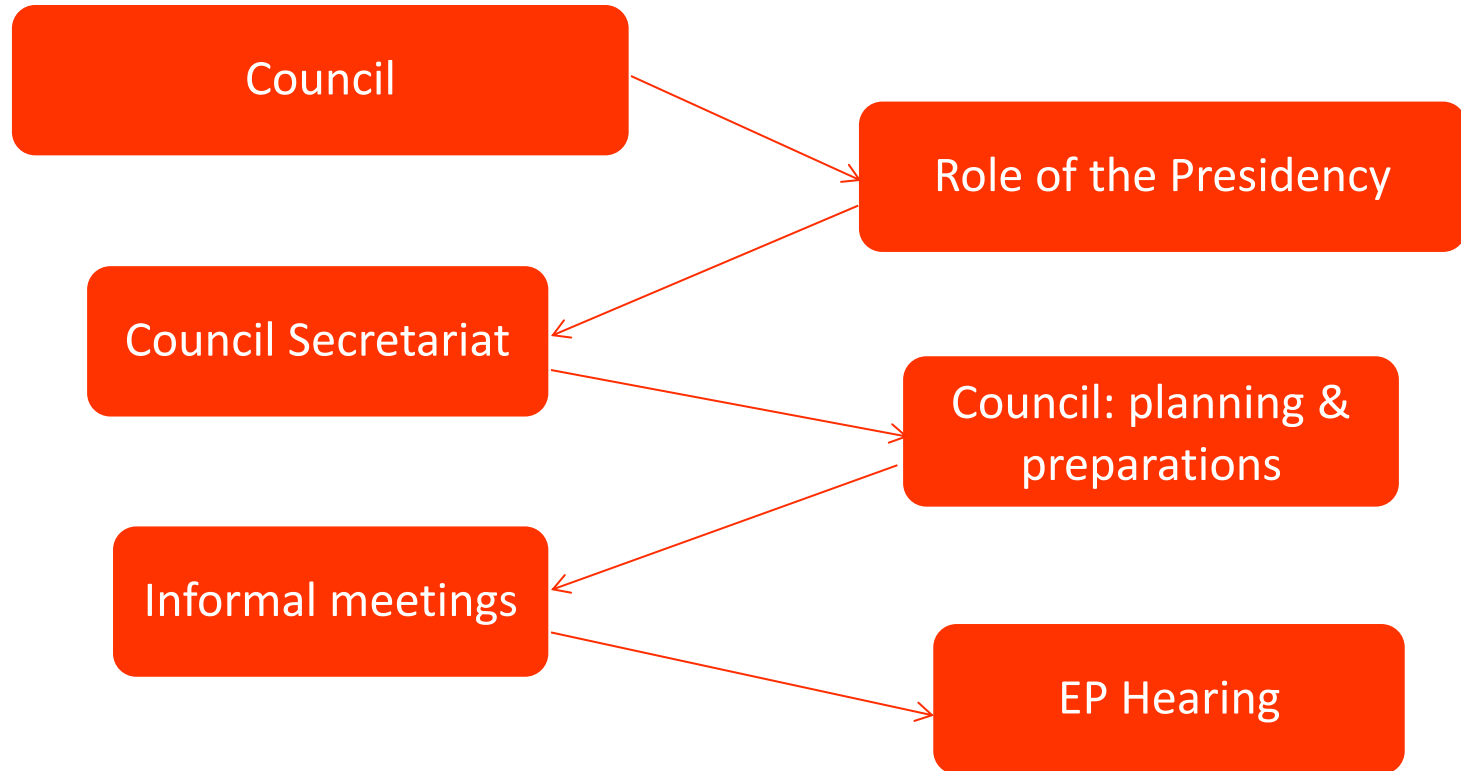 Council
Role of the Presidency
Council Secretariat
Council: planning &
preparations
Informal meetings
EP Hearing